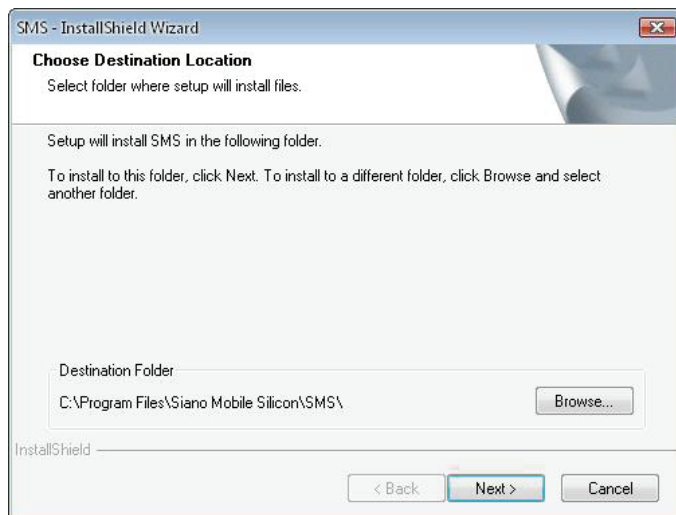 SMS - InstallShield Wizard
Choose Destination Location
Select folder where setup will install files.
Setup will install SMS in the following folder.
To install to this folder, click Next. To install to a different folder, click Browse and select
another folder.
Destination Folder
C:\Program Files\Siano Mobile Silicon\SMS\
Browse...
InstallShield
< Back
Next >
Cancel